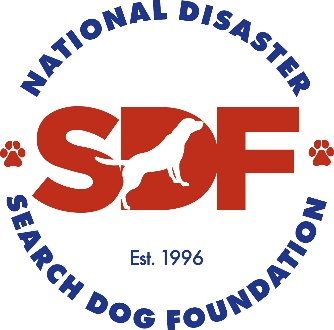 NATIONAL DISASTER
SDF
Est. 1996
SEARCH DOG FOUNDATION